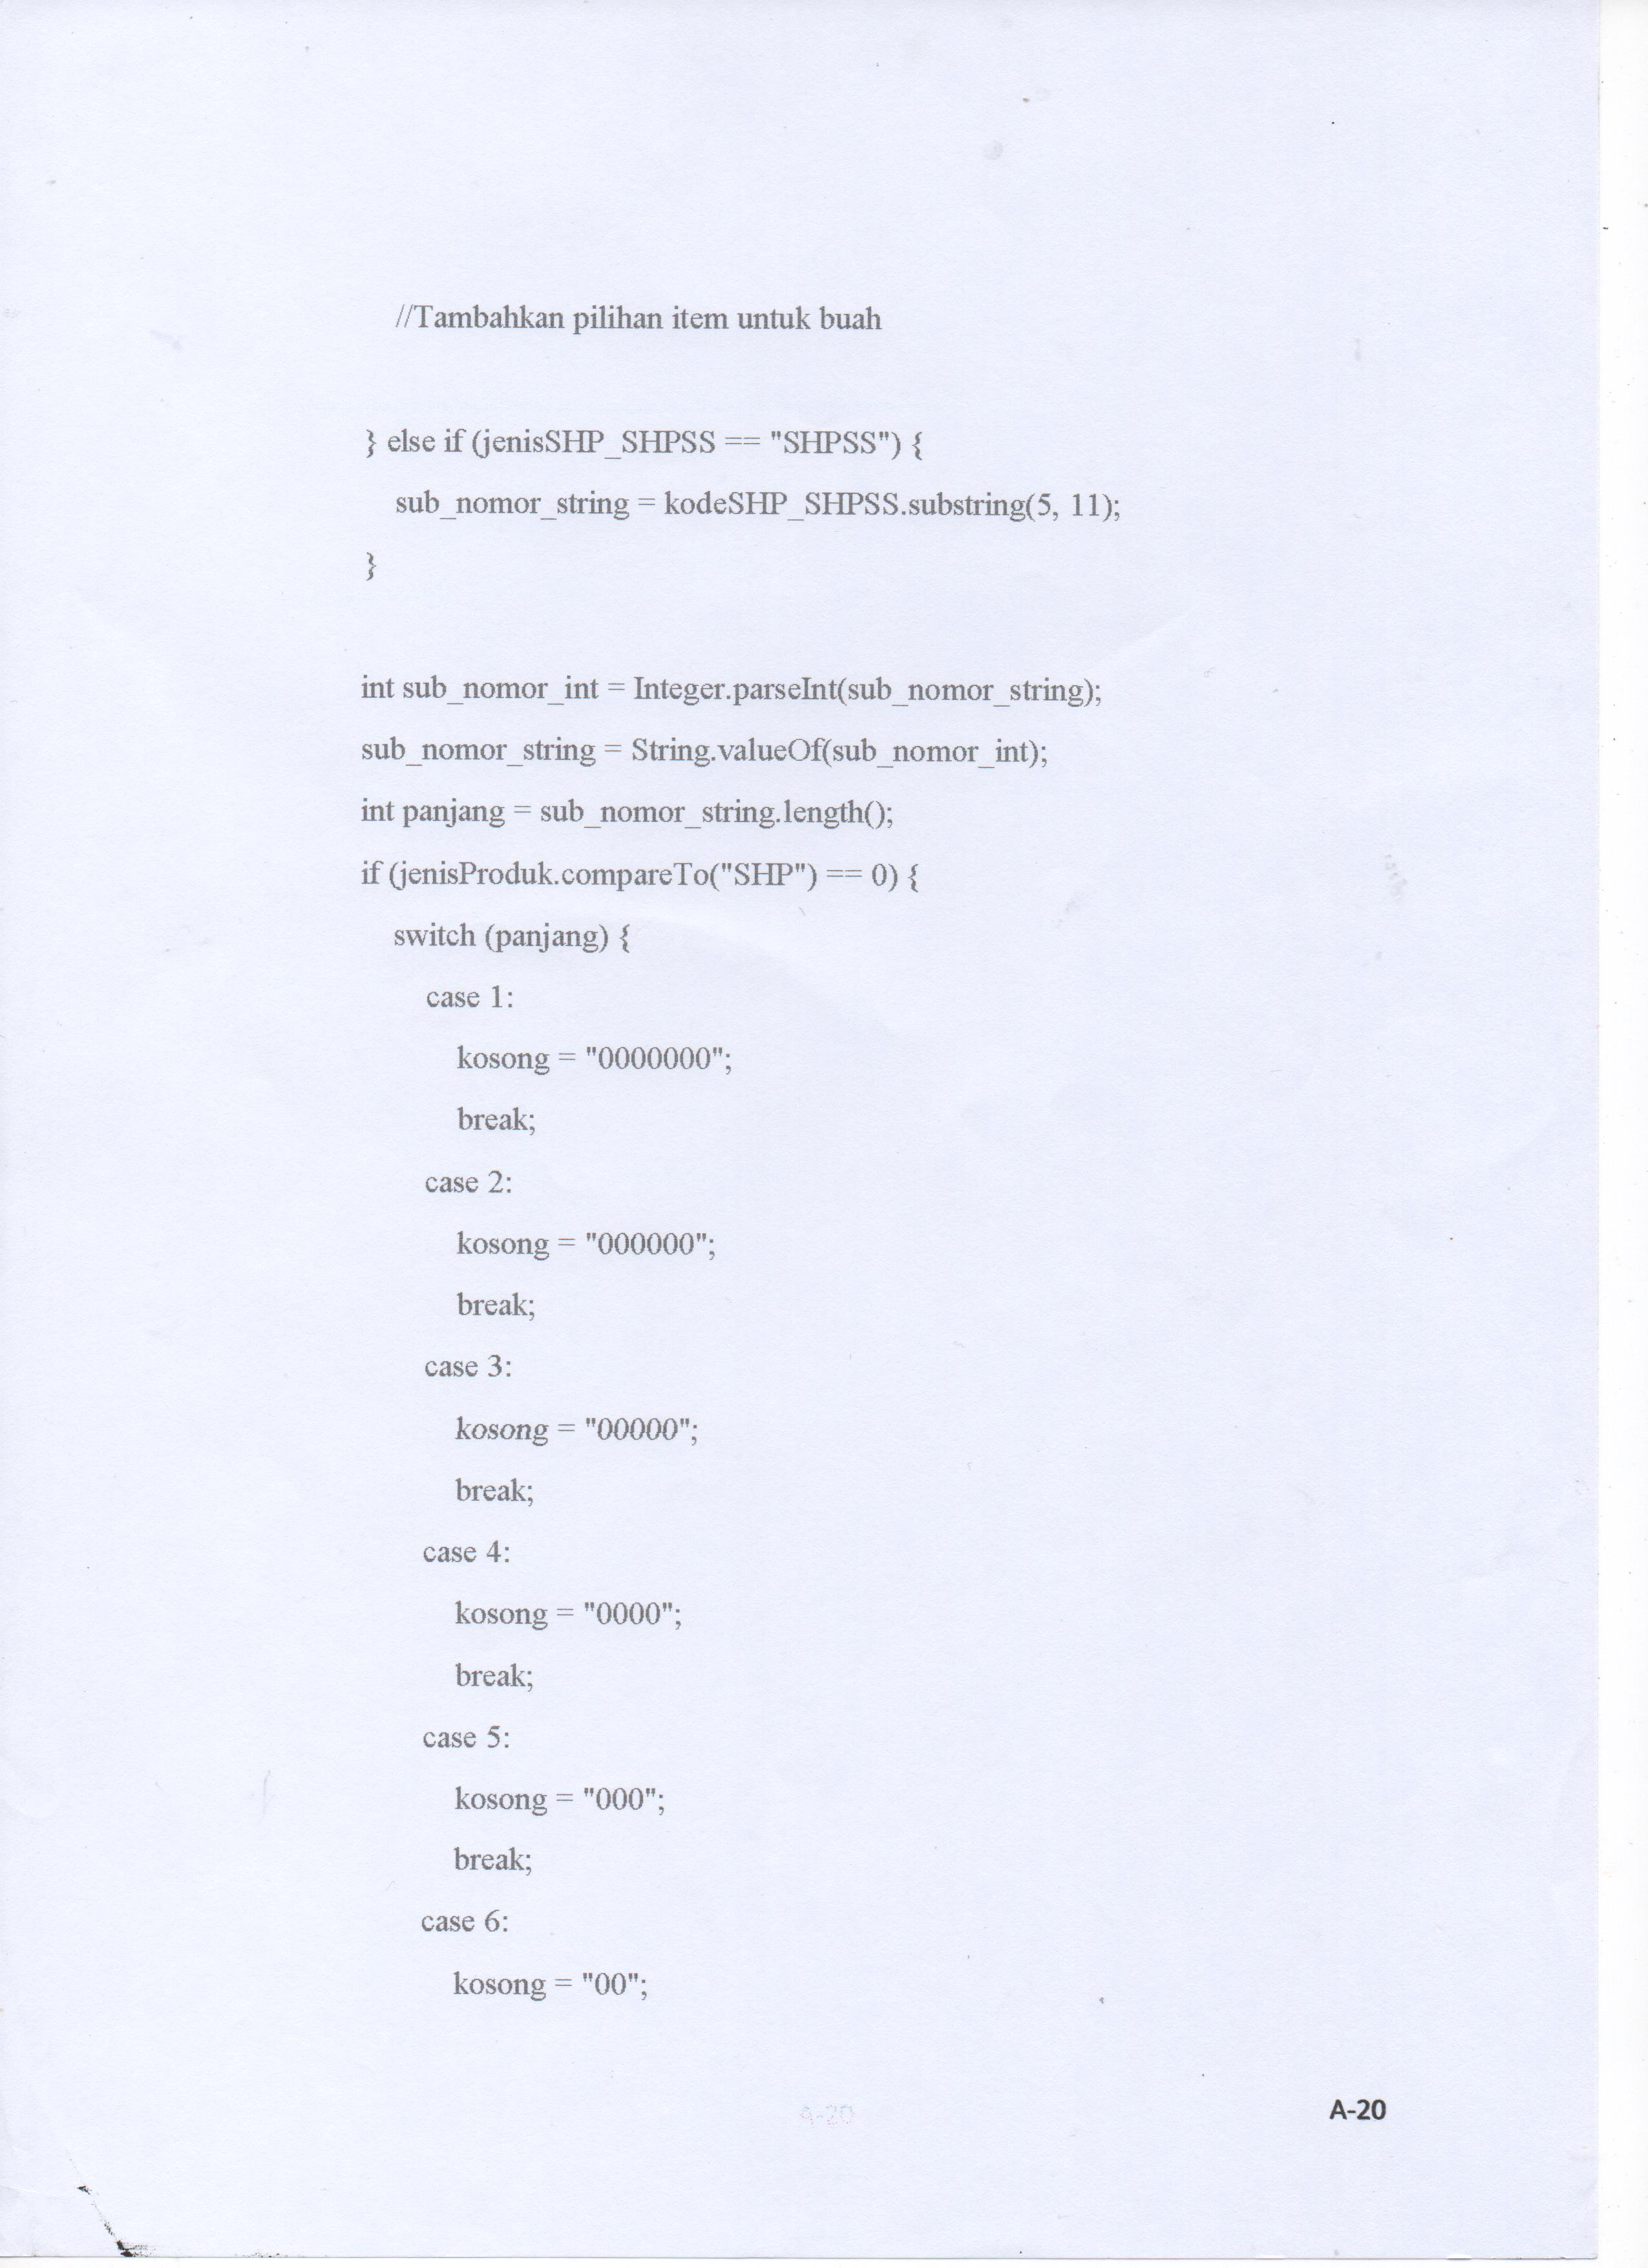 //Tambahkan pilihan item untuk buah
} else if (jenisSHP_SHPSS == "SHPSS") {
sub_nomor_string = kodeSHP_SHPSS.substring(5, 11);
}
int sub_nomor_int = Integer.parseInt(sub_nomor_string);
sub_nomor_string = String.valueOf(sub_nomor_int);
int panjang = sub_nomor_string.length();
if (jenisProduk.compareTo("SHP") == 0) {
switch (panjang) {
case 1:
kosong = "0000000";
break;
case 2:
kosong = "000000";
break;
case 3:
kosong = "00000";
break;
case 4:
kosong = "0000";
break;
case 5:
kosong = "000";
break;
case 6:
kosong = "00";
A-20
A-20